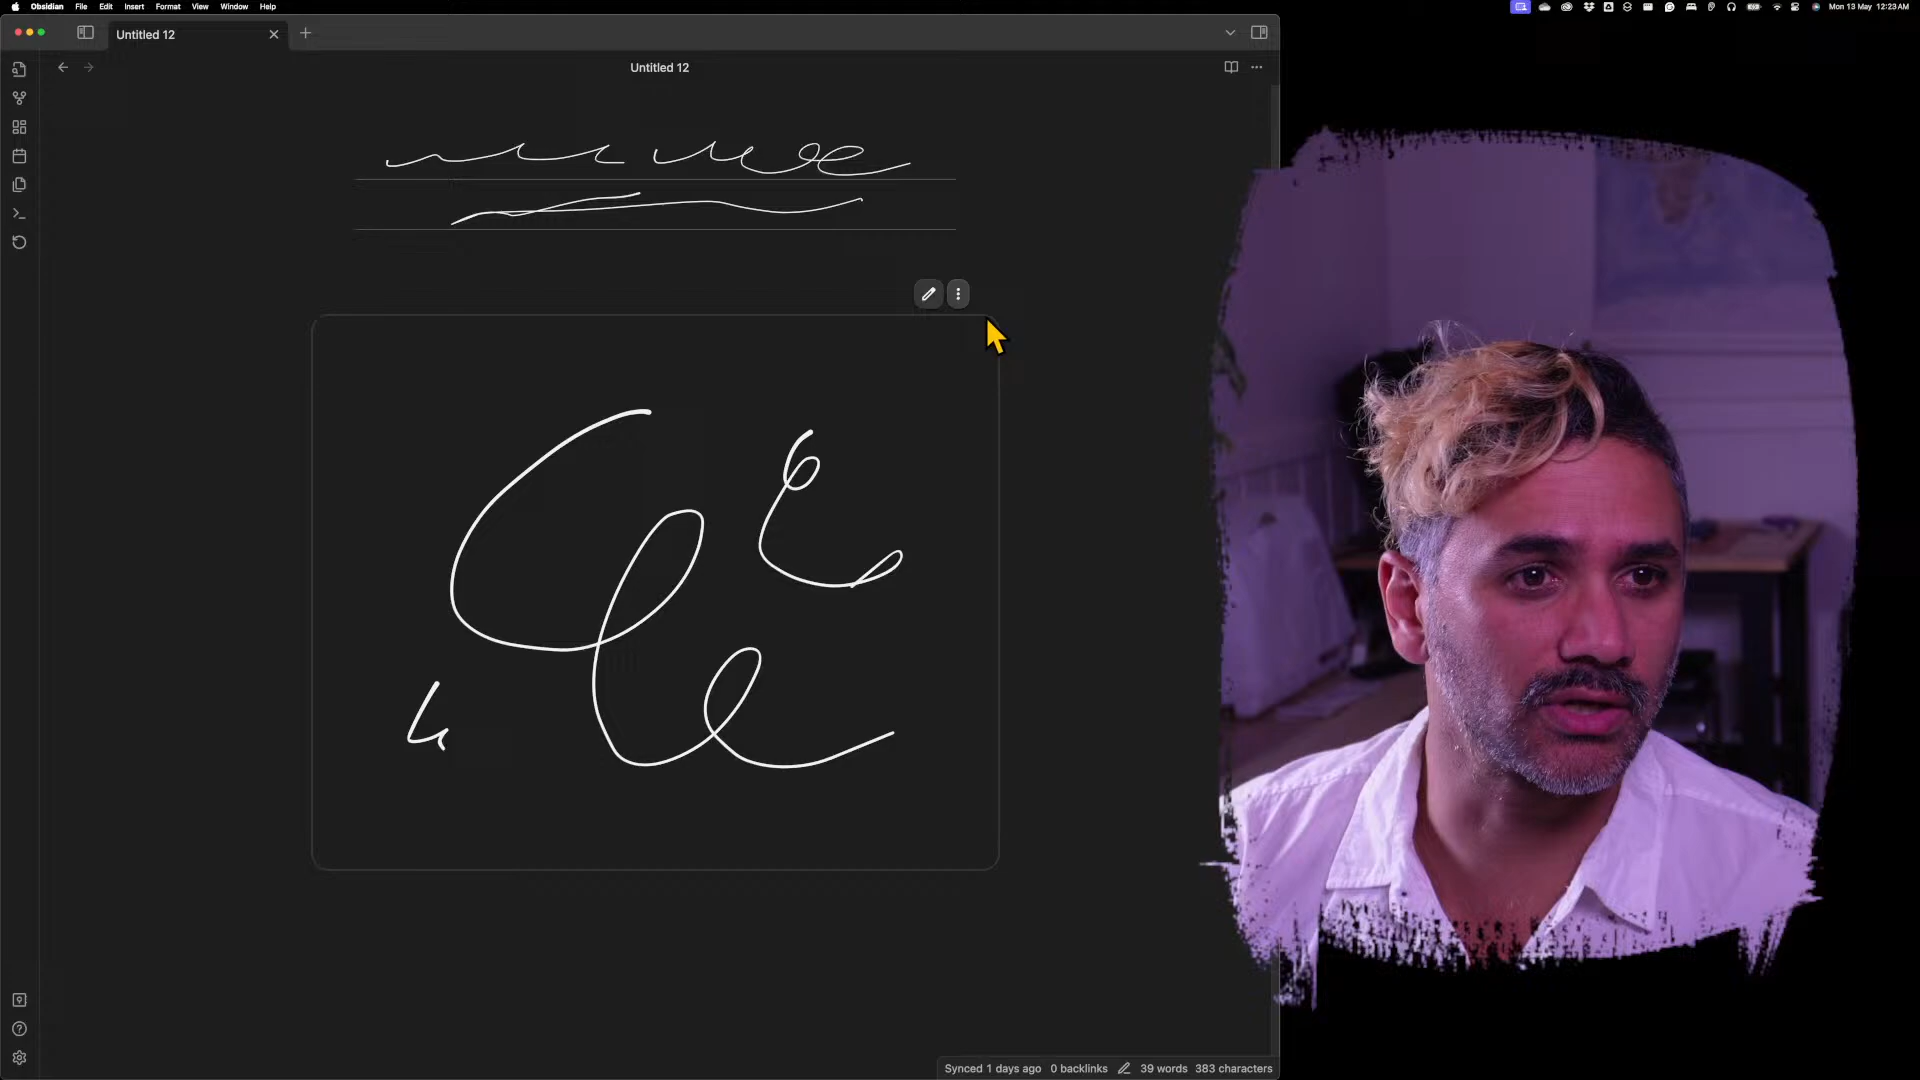 Obsidian File Edit Insert Format View Window Help
Mon 13 May 12:23 AM
Untitled 12
Untitled 12
Synced 1 days ago 0 backlinks 39 words 383 characters